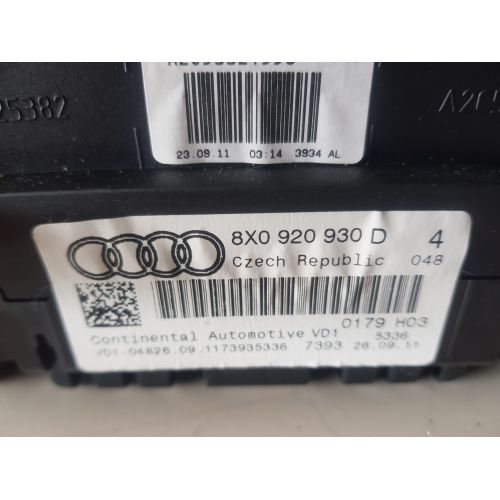 25382
23.09.11 03:14 3934 AL
8X0 920 930 D 4
Czech Republic 048
0179 H03
Continental Automotive VD1 5336
VD1-04826.09.1173935336 7393 26.09.11